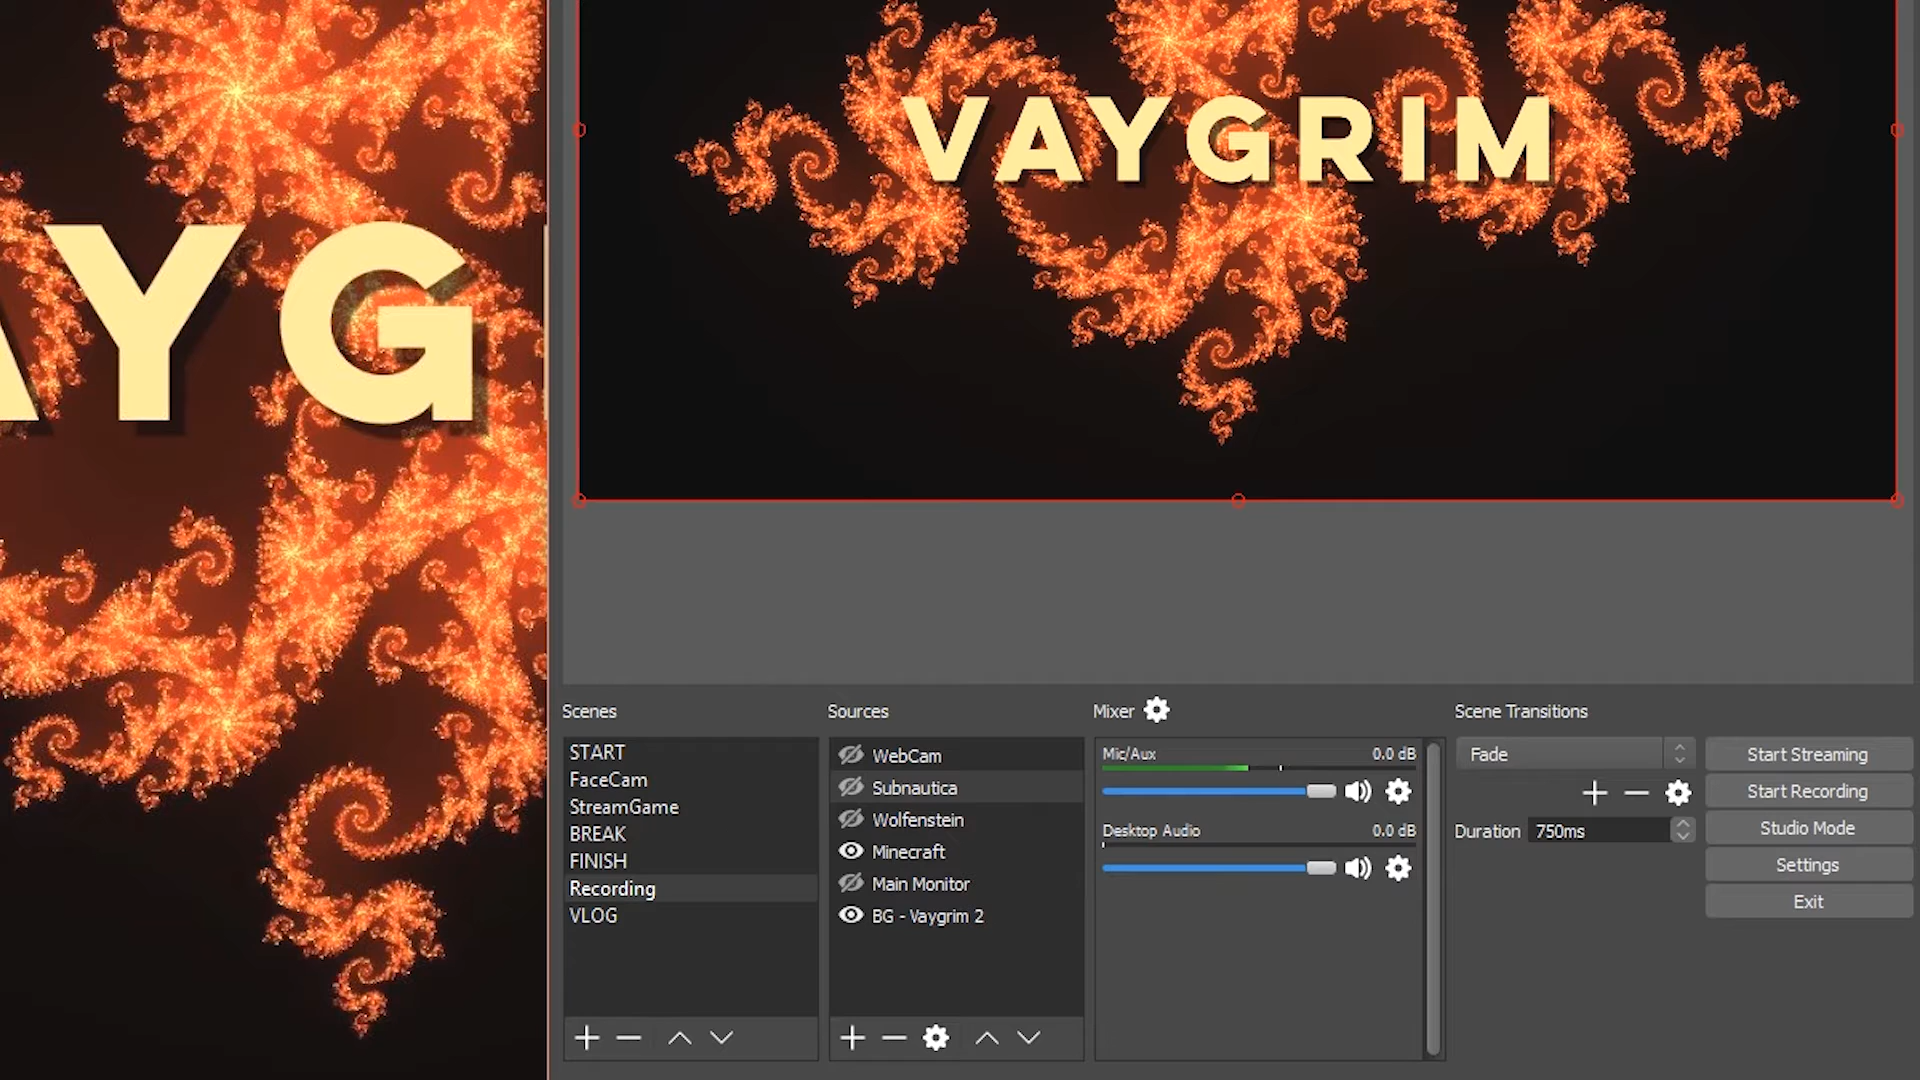 AYG
VAYGRIM
Scenes
START
FaceCam
StreamGame
BREAK
FINISH
Recording
VLOG
Sources
WebCam
Subnautica
Wolfenstein
Minecraft
Main Monitor
BG - Vaygrim 2
Mixer
Mic/Aux 0.0 dB
Desktop Audio 0.0 dB
Scene Transitions
Fade
Duration 750ms
Start Streaming
Start Recording
Studio Mode
Settings
Exit